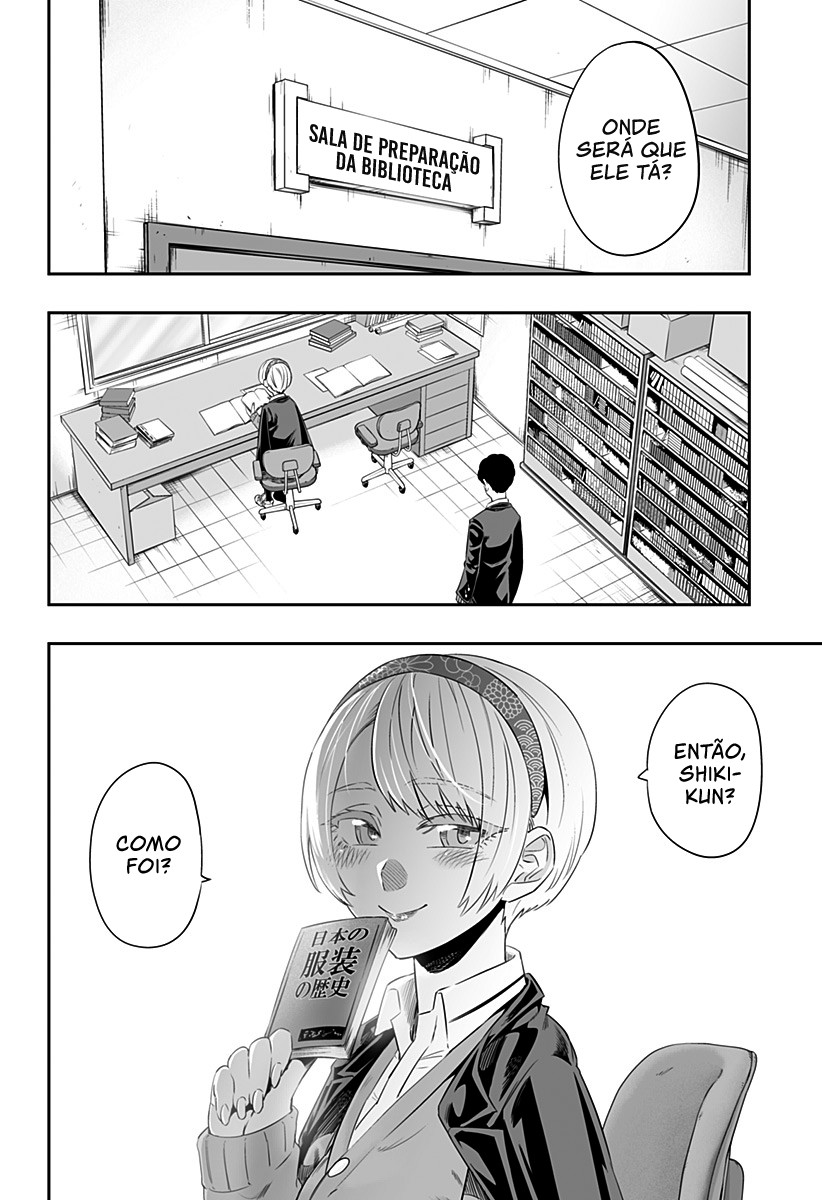 SALA DE PREPARAÇÃO
DA BIBLIOTECA
ONDE
SERÁ QUE
ELE TÁ?
ENTÃO,
SHIKI-
KUN?
COMO
FOI?
日本の
服装
の歴史